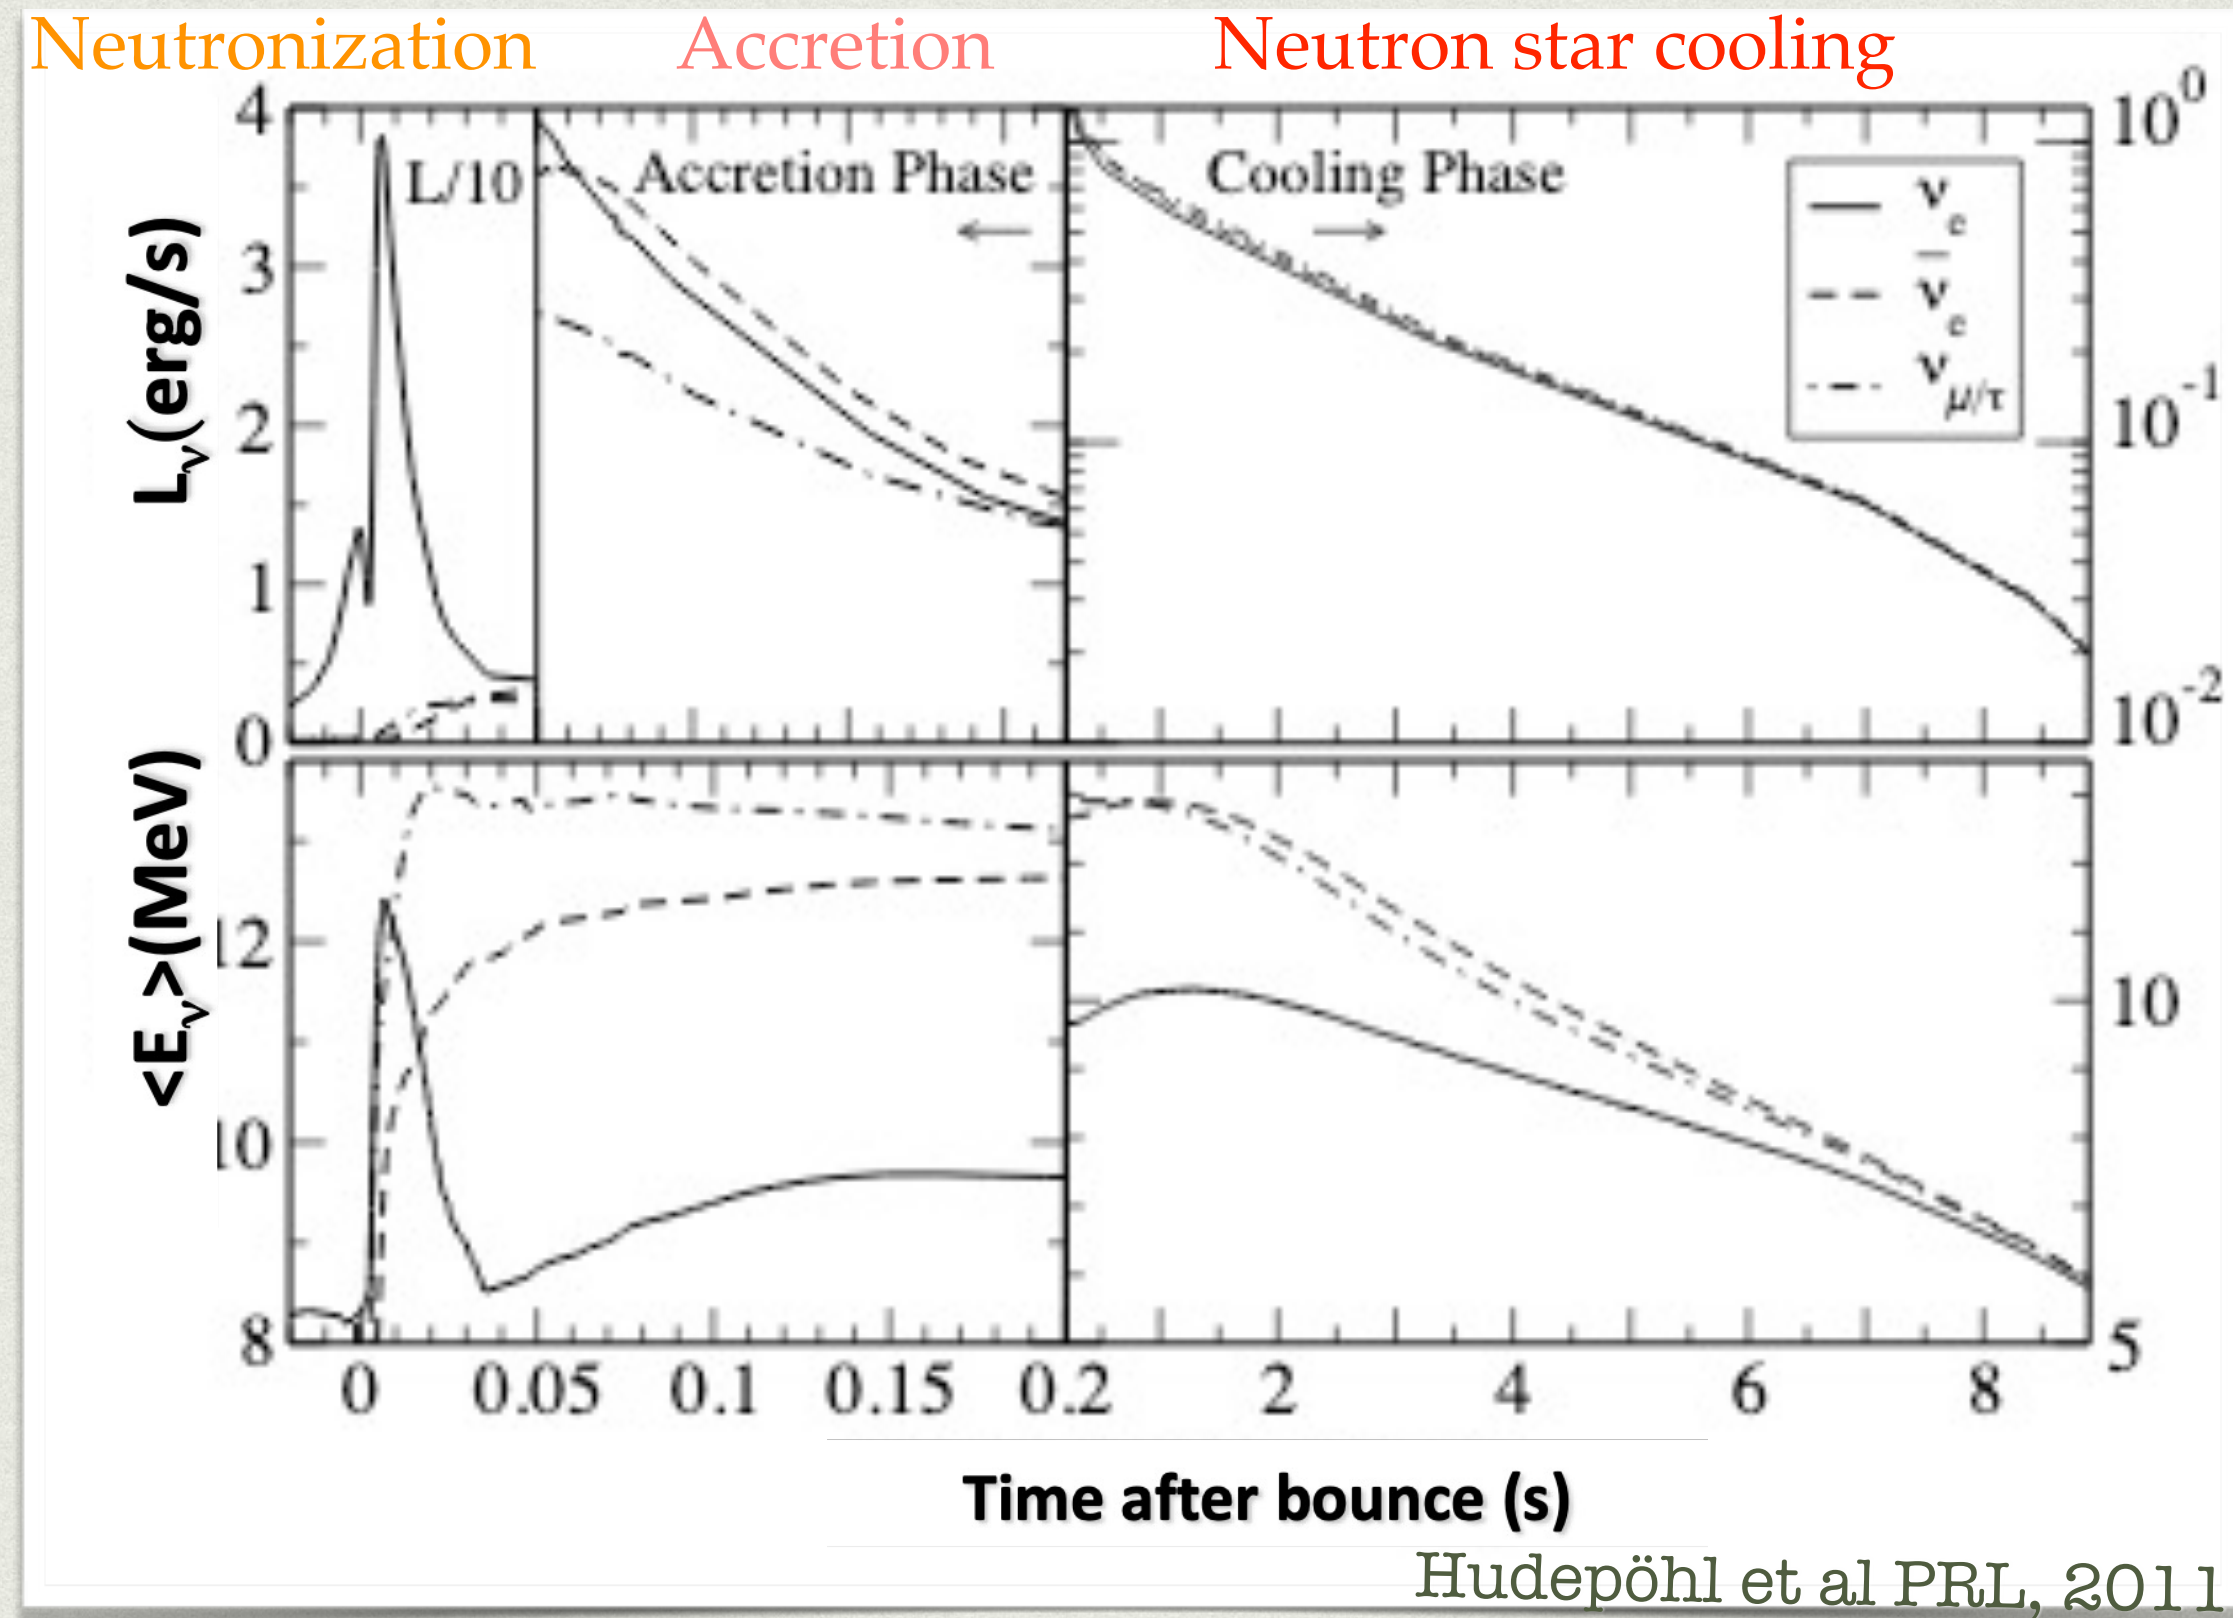 Neutronization Accretion Neutron star cooling
4 10⁰
L/10 Accretion Phase Cooling Phase
← →
ν_e
ν̄_e
ν_μ/τ
3
2 10⁻¹
1
0 10⁻²
L_ν(erg/s)
<E_ν>(MeV)
12 10
10
8 5
0 0.05 0.1 0.15 0.2 2 4 6 8
Time after bounce (s)
Hudepöhl et al PRL, 2011